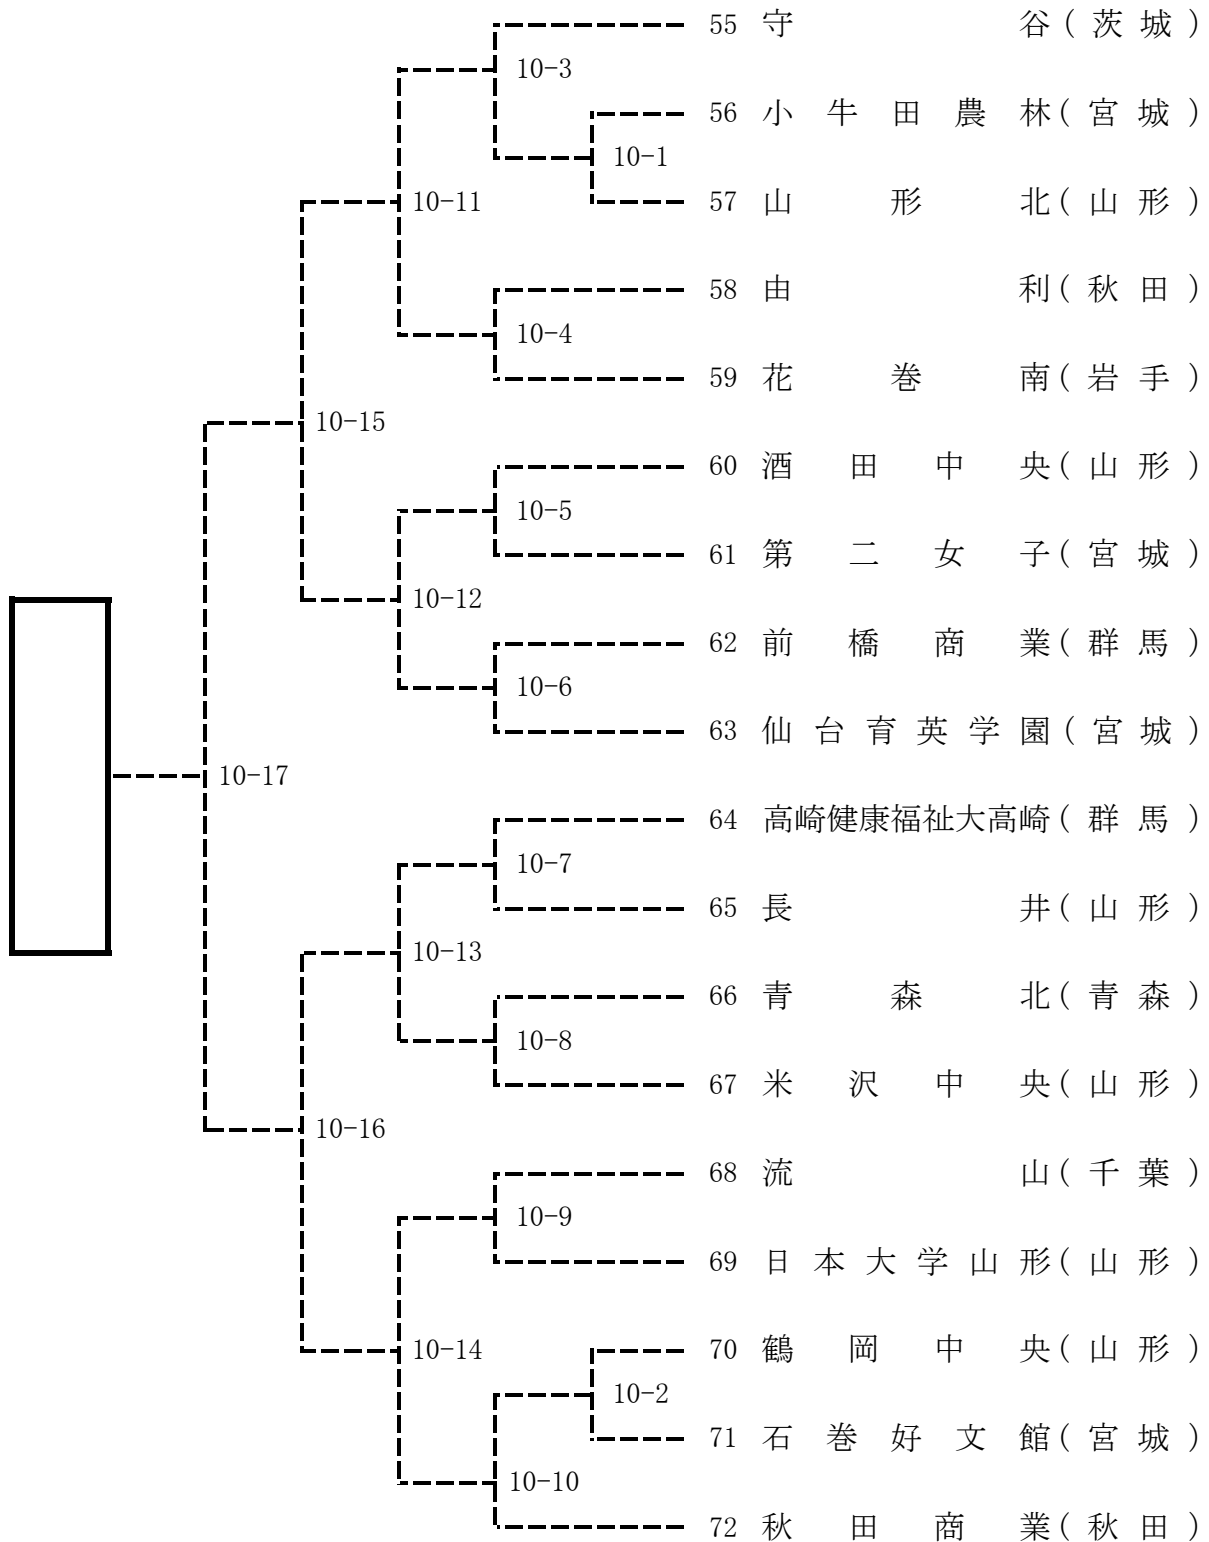 55 守谷(茨城)
10-3
56 小牛田農林(宮城)
10-1
57 山形北(山形)
10-11
58 由利(秋田)
10-4
59 花巻南(岩手)
10-15
60 酒田中央(山形)
10-5
61 第二女子(宮城)
10-12
62 前橋商業(群馬)
10-6
63 仙台育英学園(宮城)
10-17
64 高崎健康福祉大高崎(群馬)
10-7
65 長井(山形)
10-13
66 青森北(青森)
10-8
67 米沢中央(山形)
10-16
68 流山(千葉)
10-9
69 日本大学山形(山形)
10-14
70 鶴岡中央(山形)
10-2
71 石巻好文館(宮城)
10-10
72 秋田商業(秋田)